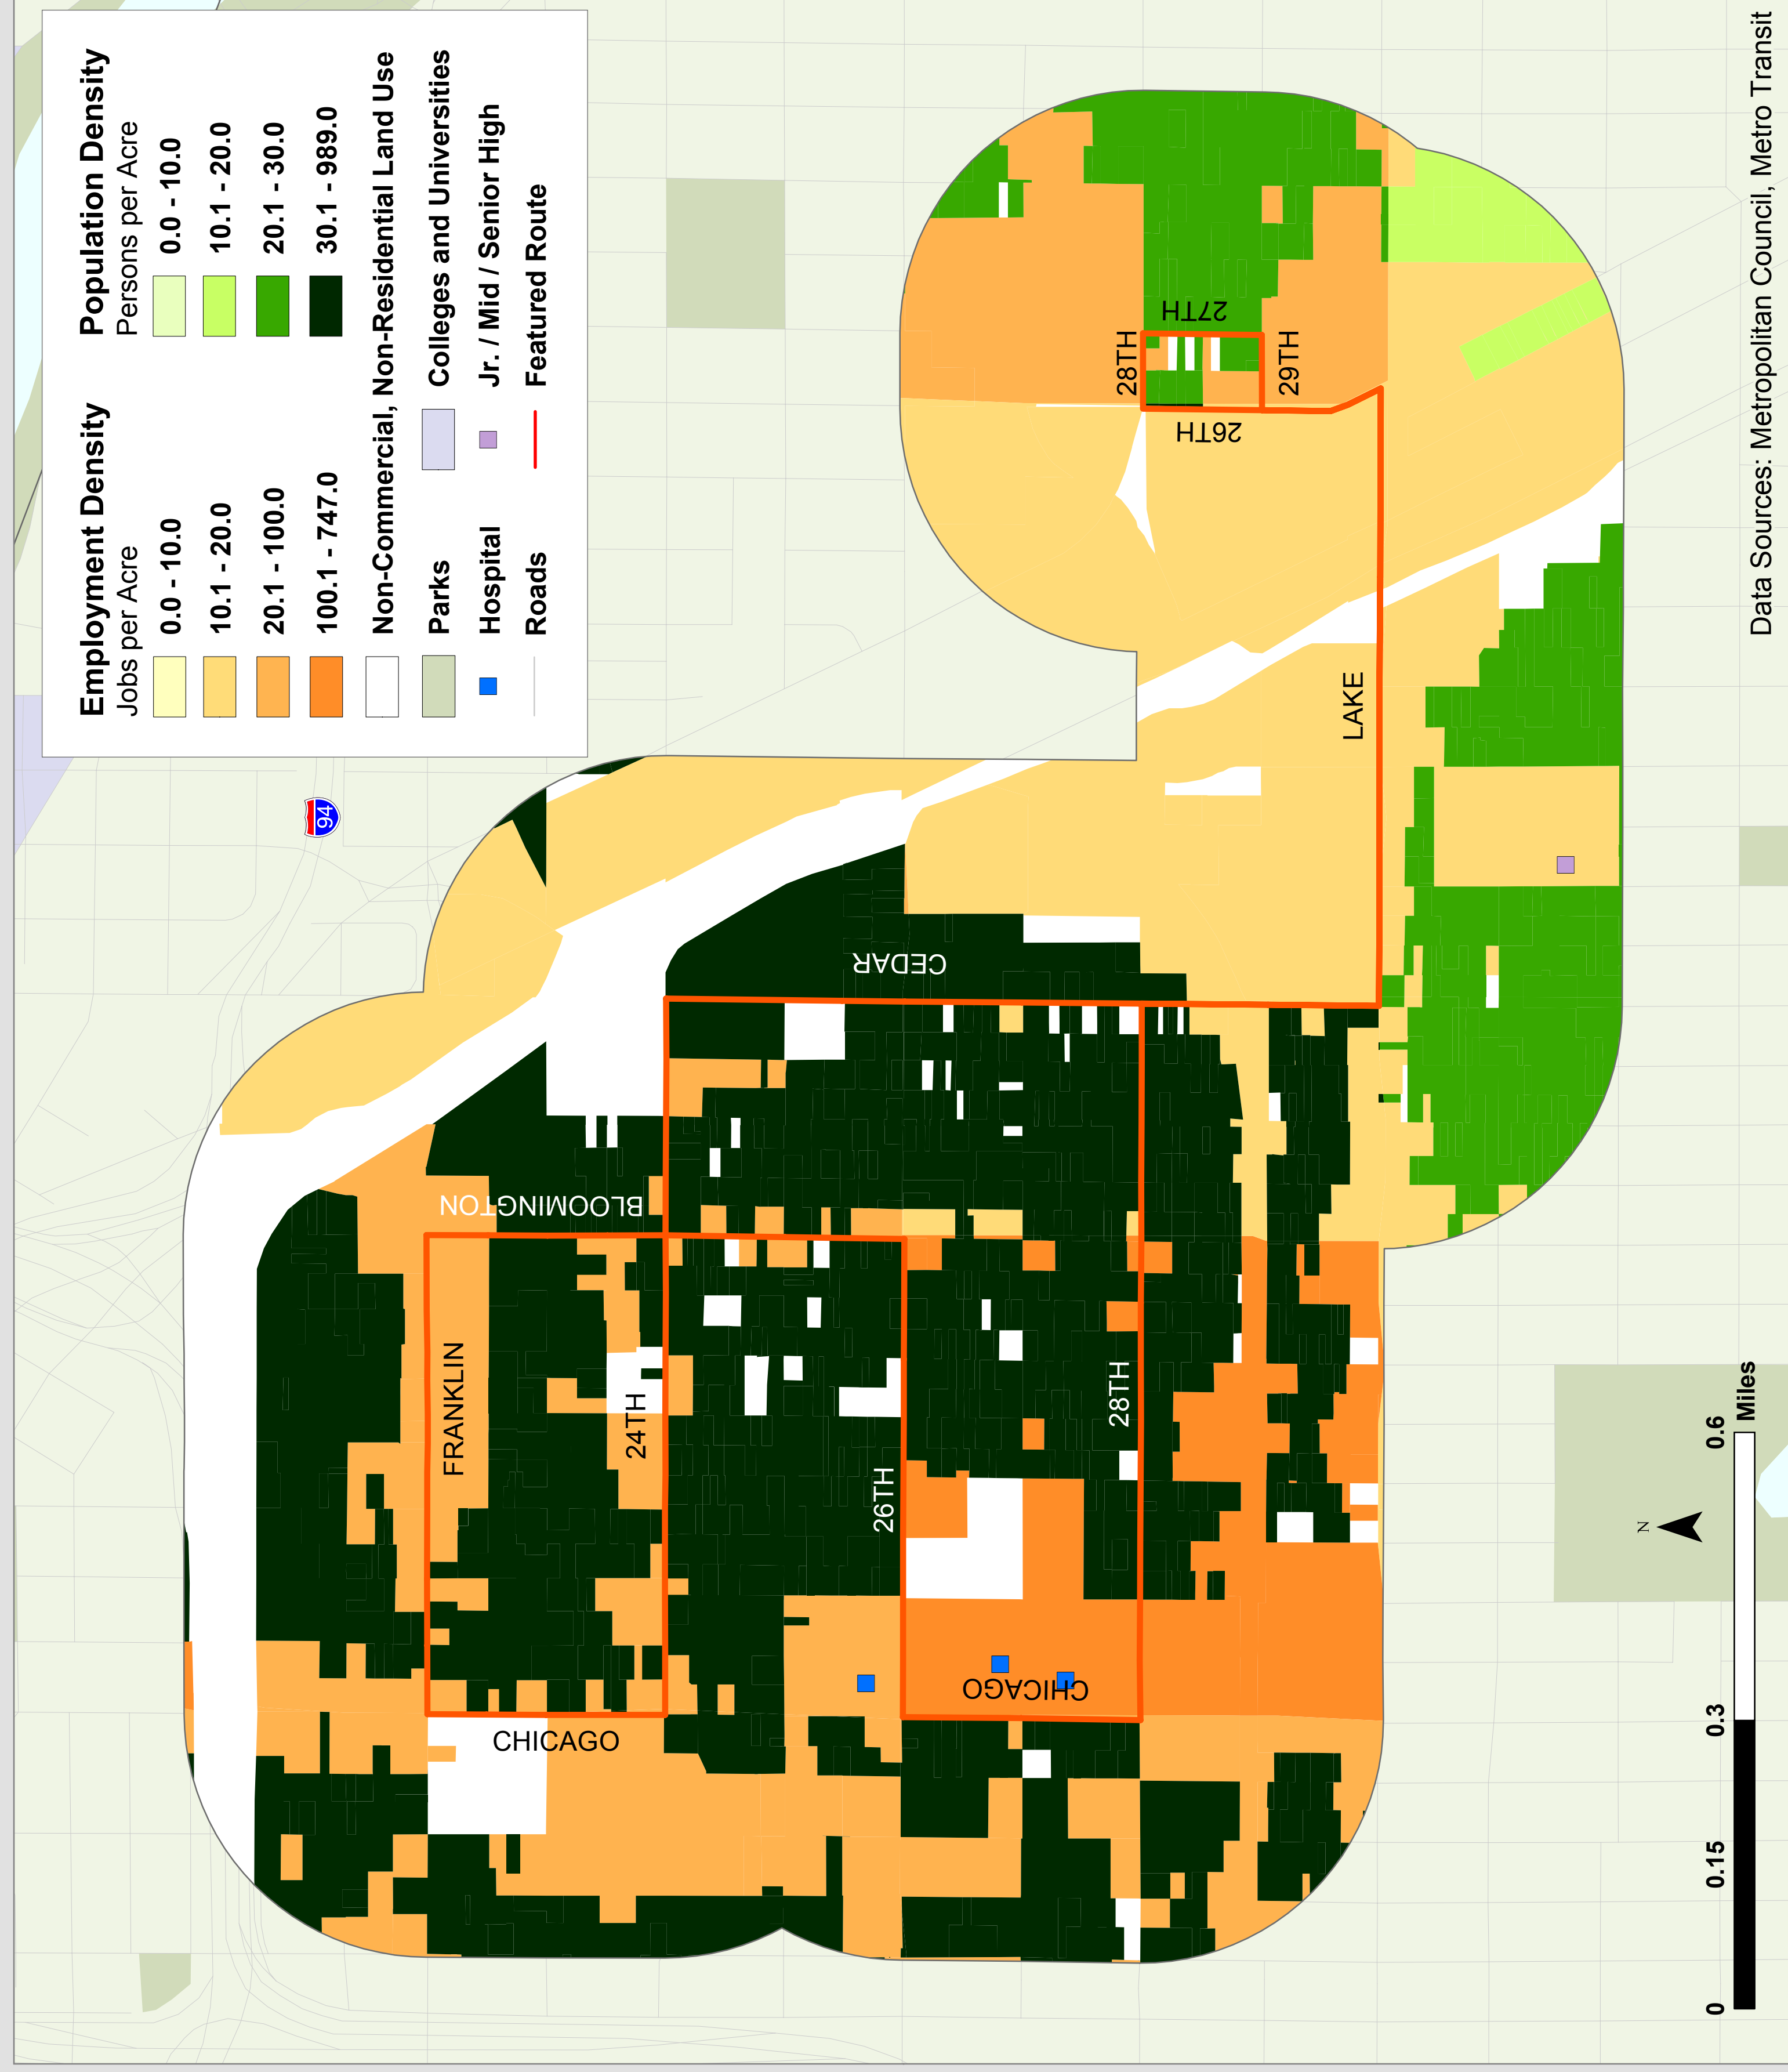 Employment Density
Jobs per Acre
0.0 - 10.0
10.1 - 20.0
20.1 - 100.0
100.1 - 747.0
Population Density
Persons per Acre
0.0 - 10.0
10.1 - 20.0
20.1 - 30.0
30.1 - 989.0
Non-Commercial, Non-Residential Land Use
Parks
Colleges and Universities
Hospital
Jr. / Mid / Senior High
Roads
Featured Route
94
FRANKLIN
BLOOMINGTON
24TH
CHICAGO
26TH
CEDAR
28TH
CHICAGO
LAKE
28TH
27TH
26TH
29TH
N
0
0.15
0.3
0.6
Miles
Data Sources: Metropolitan Council, Metro Transit